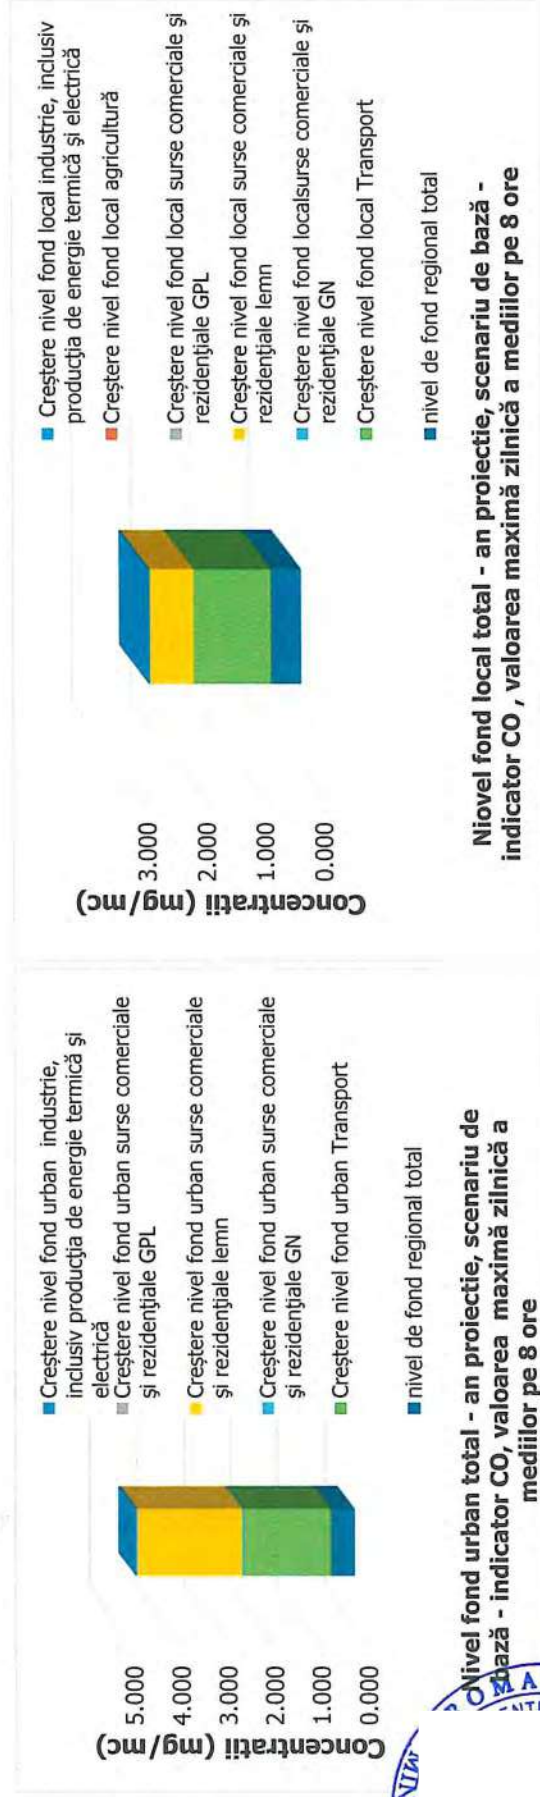 Concentratii (mg/mc)
5.000
4.000
3.000
2.000
1.000
0.000
Creștere nivel fond urban industrie,
inclusiv producția de energie termică și
electrică
Creștere nivel fond urban surse comerciale
și rezidențiale GPL
Creștere nivel fond urban surse comerciale
și rezidențiale lemn
Creștere nivel fond urban surse comerciale
și rezidențiale GN
Creștere nivel fond urban Transport
nivel de fond regional total
Nivel fond urban total - an proiectie, scenariu de
bază - indicator CO, valoarea maximă zilnică a
mediilor pe 8 ore
Concentratii (mg/mc)
3.000
2.000
1.000
0.000
Creștere nivel fond local industrie, inclusiv
producția de energie termică și electrică
Creștere nivel fond local agricultură
Creștere nivel fond local surse comerciale și
rezidențiale GPL
Creștere nivel fond local surse comerciale și
rezidențiale lemn
Creștere nivel fond localsurse comerciale și
rezidențiale GN
Creștere nivel fond local Transport
nivel de fond regional total
Niovel fond local total - an proiectie, scenariu de bază -
indicator CO , valoarea maximă zilnică a mediilor pe 8 ore